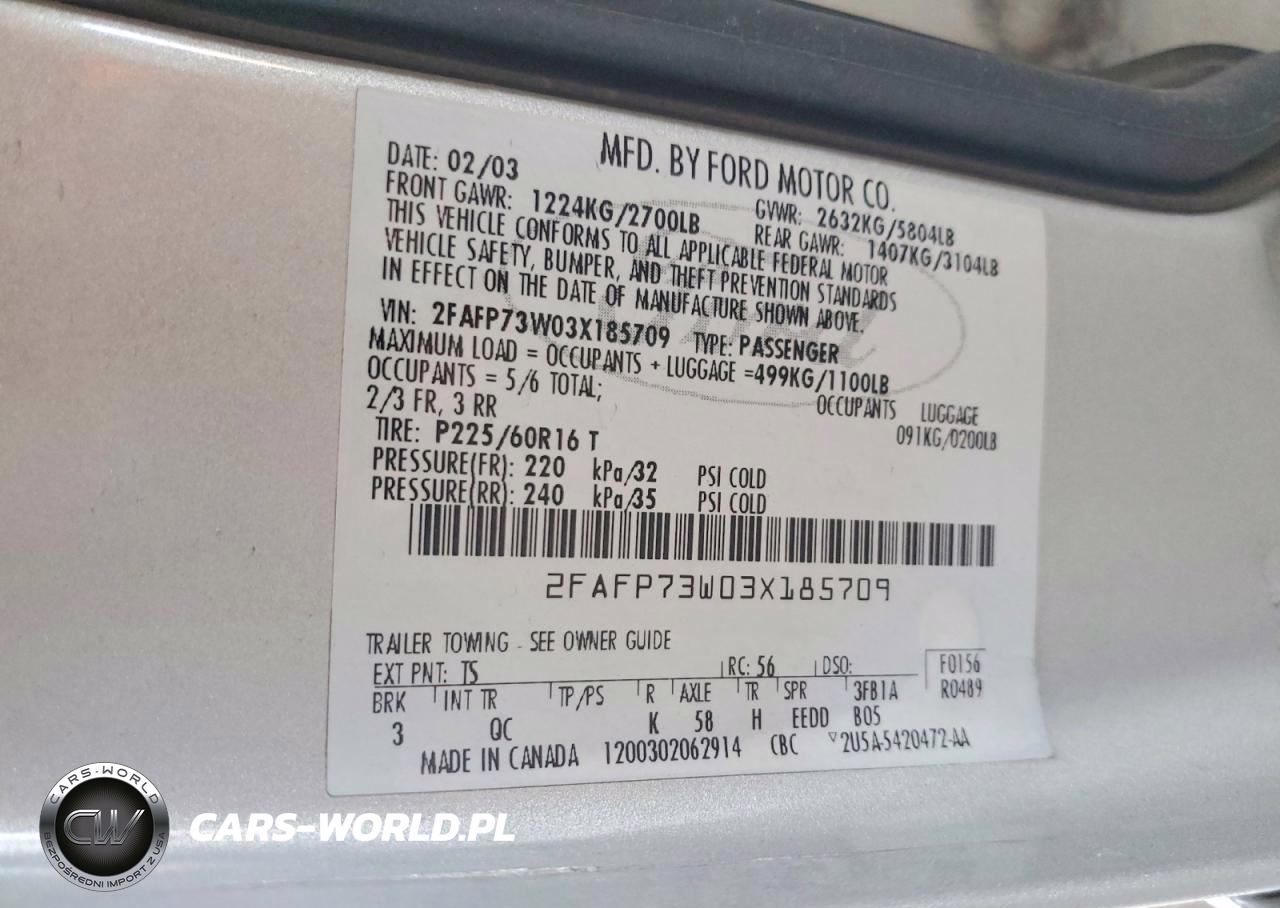 MFD. BY FORD MOTOR CO.
DATE: 02/03
FRONT GAWR: 1224KG/2700LB
GVWR: 2632KG/5804LB
REAR GAWR: 1407KG/3104LB
THIS VEHICLE CONFORMS TO ALL APPLICABLE FEDERAL MOTOR
VEHICLE SAFETY, BUMPER, AND THEFT PREVENTION STANDARDS
IN EFFECT ON THE DATE OF MANUFACTURE SHOWN ABOVE.
VIN: 2FAFP73W03X185709 TYPE: PASSENGER
MAXIMUM LOAD = OCCUPANTS + LUGGAGE =499KG/1100LB
OCCUPANTS = 5/6 TOTAL; OCCUPANTS LUGGAGE
2/3 FR, 3 RR 091KG/0200LB
TIRE: P225/60R16 T
PRESSURE(FR): 220 kPa/32 PSI COLD
PRESSURE(RR): 240 kPa/35 PSI COLD
2FAFP73W03X185709
TRAILER TOWING - SEE OWNER GUIDE
EXT PNT: TS RC: 56 DSO: F0156
BRK INT TR TP/PS R AXLE TR SPR 3FB1A R0489
3 QC K 58 H EEDD B05
MADE IN CANADA 1200302062914 CBC 2U5A-5420472-AA
CARS-WORLD
CW
BEZPOŚREDNI IMPORT Z USA
CARS-WORLD.PL